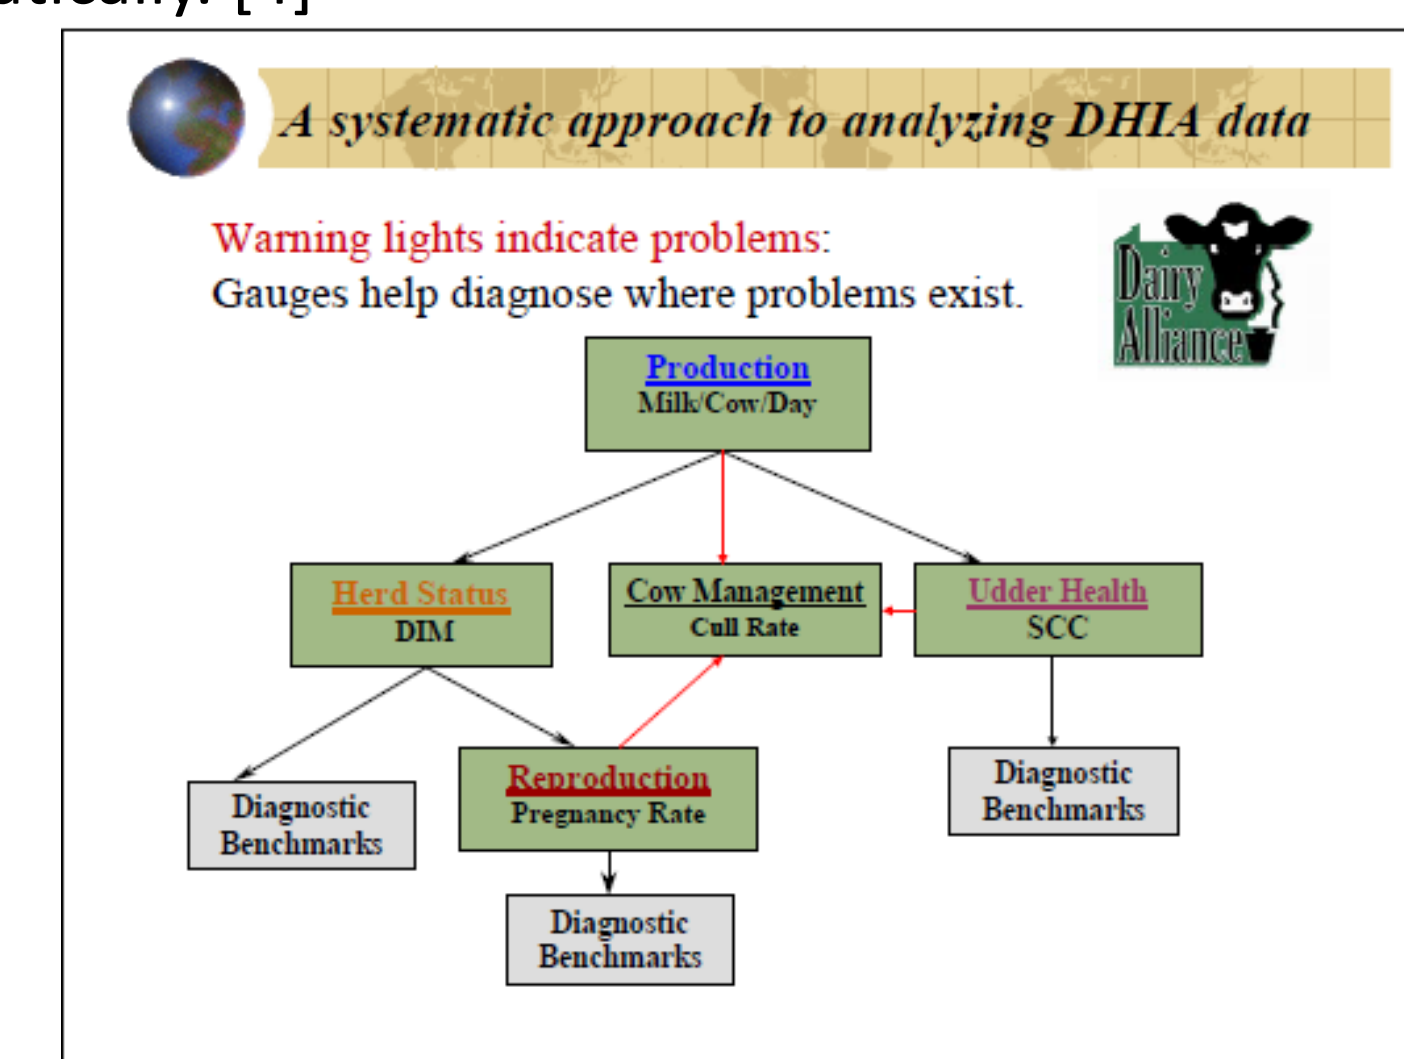 atically. [4]
A systematic approach to analyzing DHIA data
Warning lights indicate problems:
Gauges help diagnose where problems exist.
Dairy
Alliance
Production
Milk/Cow/Day
Herd Status
DIM
Cow Management
Cull Rate
Udder Health
SCC
Diagnostic
Benchmarks
Reproduction
Pregnancy Rate
Diagnostic
Benchmarks
Diagnostic
Benchmarks